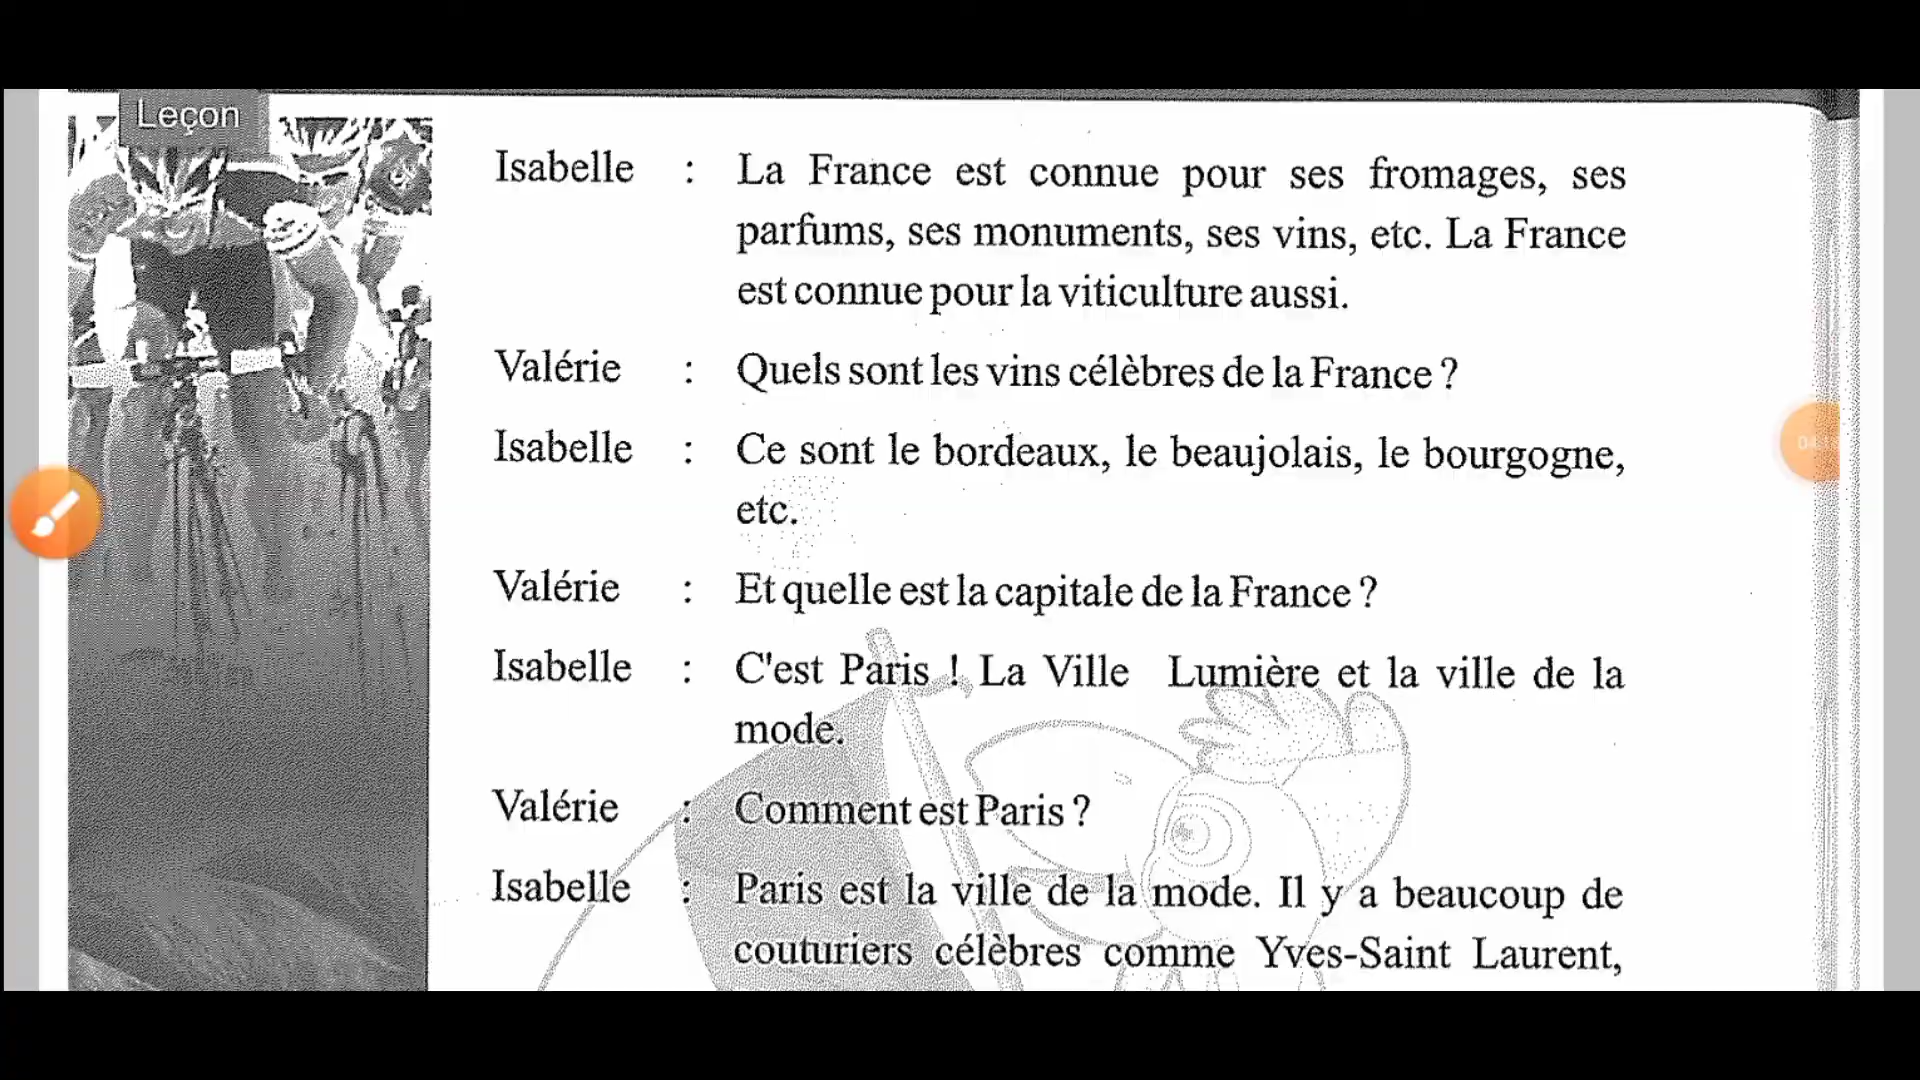 Leçon
Isabelle : La France est connue pour ses fromages, ses
parfums, ses monuments, ses vins, etc. La France
est connue pour la viticulture aussi.
Valérie : Quels sont les vins célèbres de la France ?
Isabelle : Ce sont le bordeaux, le beaujolais, le bourgogne,
etc.
Valérie : Et quelle est la capitale de la France ?
Isabelle : C'est Paris ! La Ville Lumière et la ville de la
mode.
Valérie : Comment est Paris ?
Isabelle : Paris est la ville de la mode. Il y a beaucoup de
couturiers célèbres comme Yves-Saint Laurent,